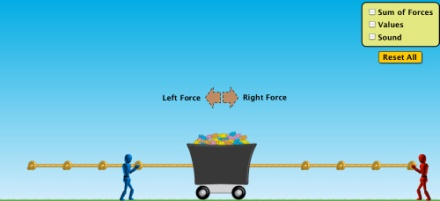 Sum of Forces
Values
Sound
Reset All
Left Force
Right Force